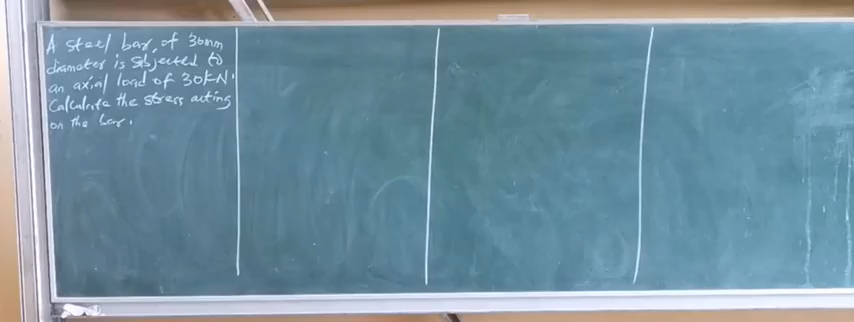 A steel bar, of 30mm
diameter is sbjected to
an axial load of 30kN.
Calculate the stress acting
on the bar.